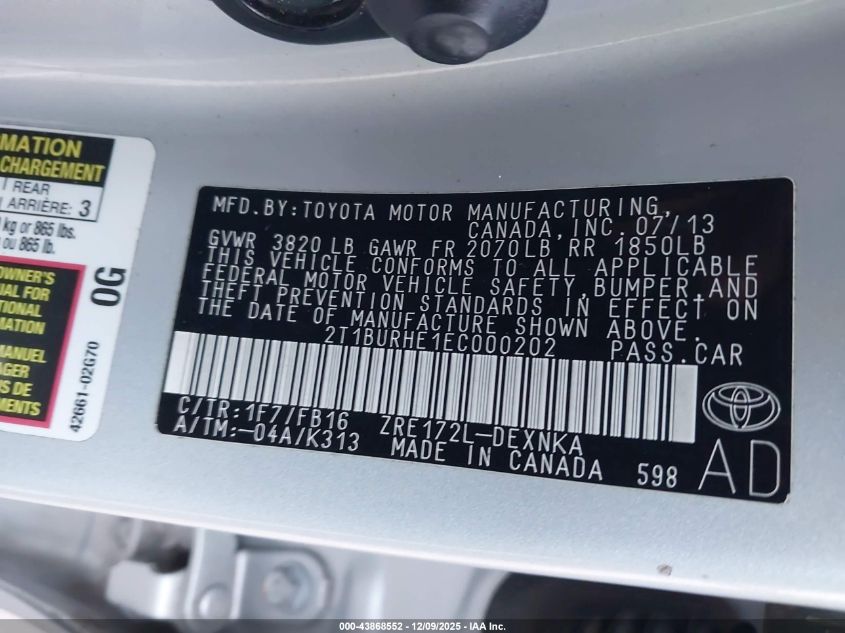 MATION
CHARGEMENT
REAR
ARRIÈRE: 3
kg or 865 lbs.
ou 865 lb.
OWNER'S
FOR
MATION
MANUEL
DE
0G
42661-02G70
MFD.BY:TOYOTA MOTOR MANUFACTURING,
CANADA,INC. 07/13
GVWR 3820 LB GAWR FR 2070LB RR 1850LB
THIS VEHICLE CONFORMS TO ALL APPLICABLE
FEDERAL MOTOR VEHICLE SAFETY,BUMPER,AND
THEFT PREVENTION STANDARDS IN EFFECT ON
THE DATE OF MANUFACTURE SHOWN ABOVE.
2T1BURHE1EC000202 PASS.CAR
C/TR:1F7/FB16 ZRE172L-DEXNKA
A/TM:-04A/K313 MADE IN CANADA 598
AD
TOYOTA
000-43868552 | 12/09/2025 - IAA Inc. Copyright